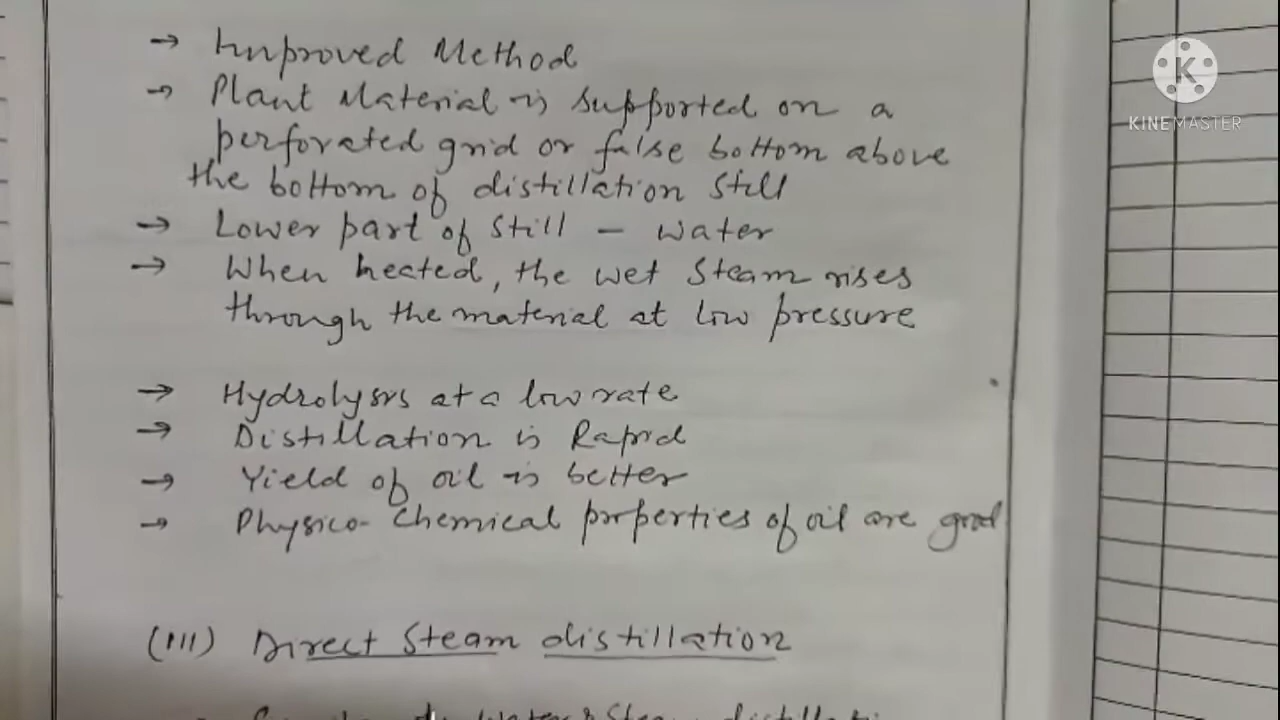 → Improved Method
→ Plant Material is supported on a
perforated grid or false bottom above
the bottom of distillation still
→ Lower part of still – water
→ When heated, the wet steam rises
through the material at low pressure
→ Hydrolysis at a low rate
→ Distillation is Rapid
→ Yield of oil is better
→ Physico-chemical properties of oil are good
(III) Direct Steam distillation
water & Steam distillati
K
KINEMASTER